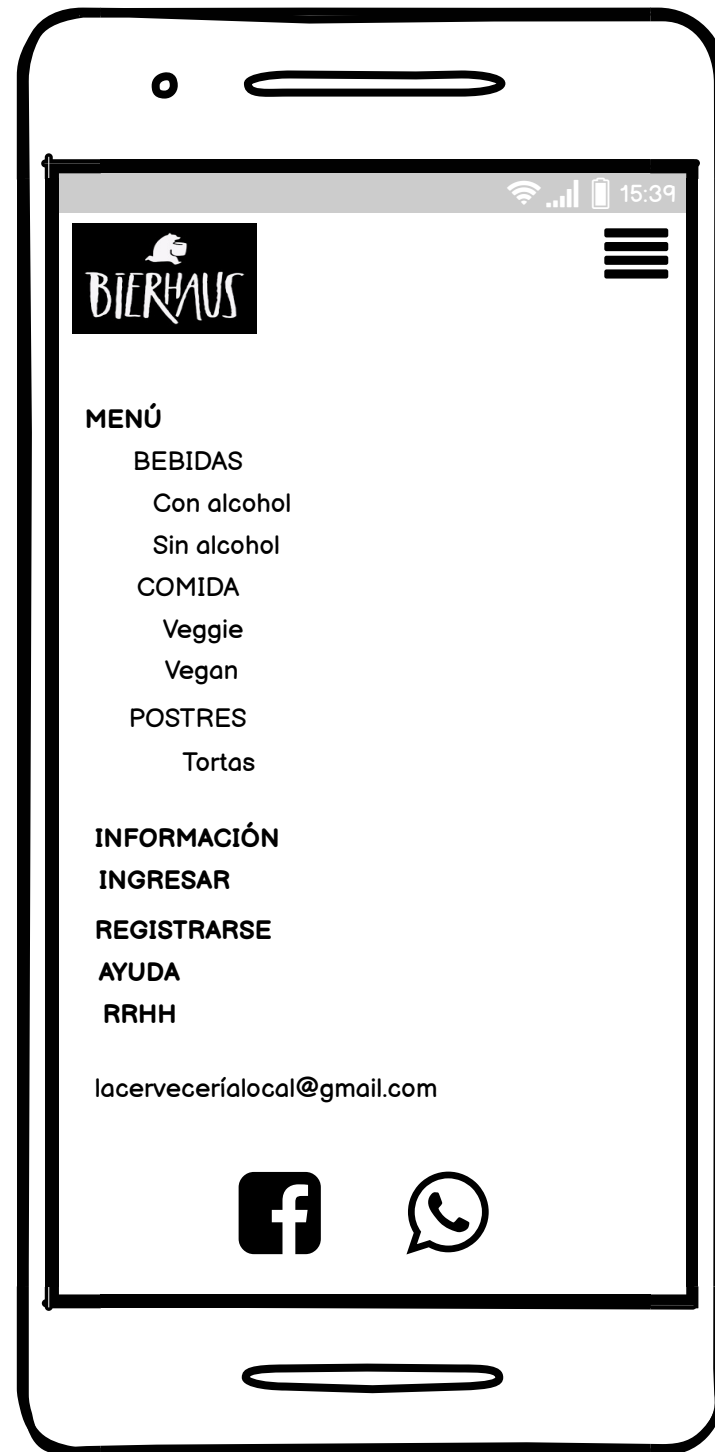 15:39
BIERHAUS
MENÚ
BEBIDAS
Con alcohol
Sin alcohol
COMIDA
Veggie
Vegan
POSTRES
Tortas
INFORMACIÓN
INGRESAR
REGISTRARSE
AYUDA
RRHH
lacerveceríalocal@gmail.com